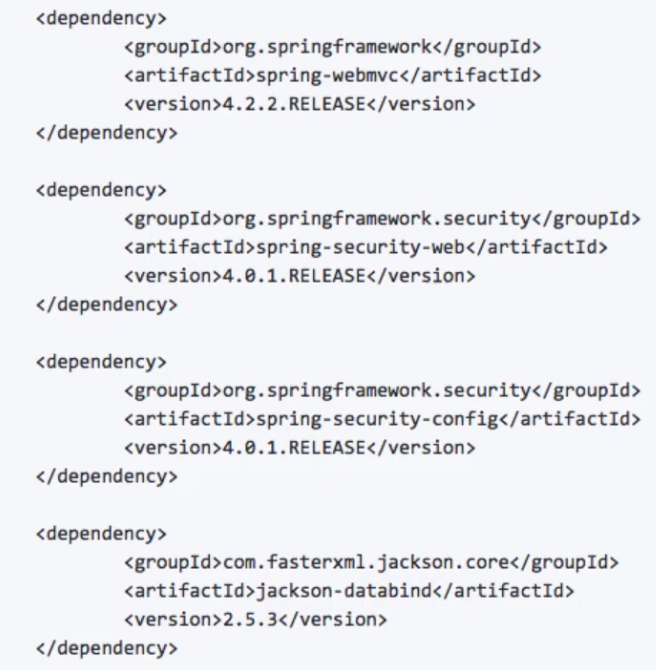 <dependency>
<groupId>org.springframework</groupId>
<artifactId>spring-webmvc</artifactId>
<version>4.2.2.RELEASE</version>
</dependency>
<dependency>
<groupId>org.springframework.security</groupId>
<artifactId>spring-security-web</artifactId>
<version>4.0.1.RELEASE</version>
</dependency>
<dependency>
<groupId>org.springframework.security</groupId>
<artifactId>spring-security-config</artifactId>
<version>4.0.1.RELEASE</version>
</dependency>
<dependency>
<groupId>com.fasterxml.jackson.core</groupId>
<artifactId>jackson-databind</artifactId>
<version>2.5.3</version>
</dependency>